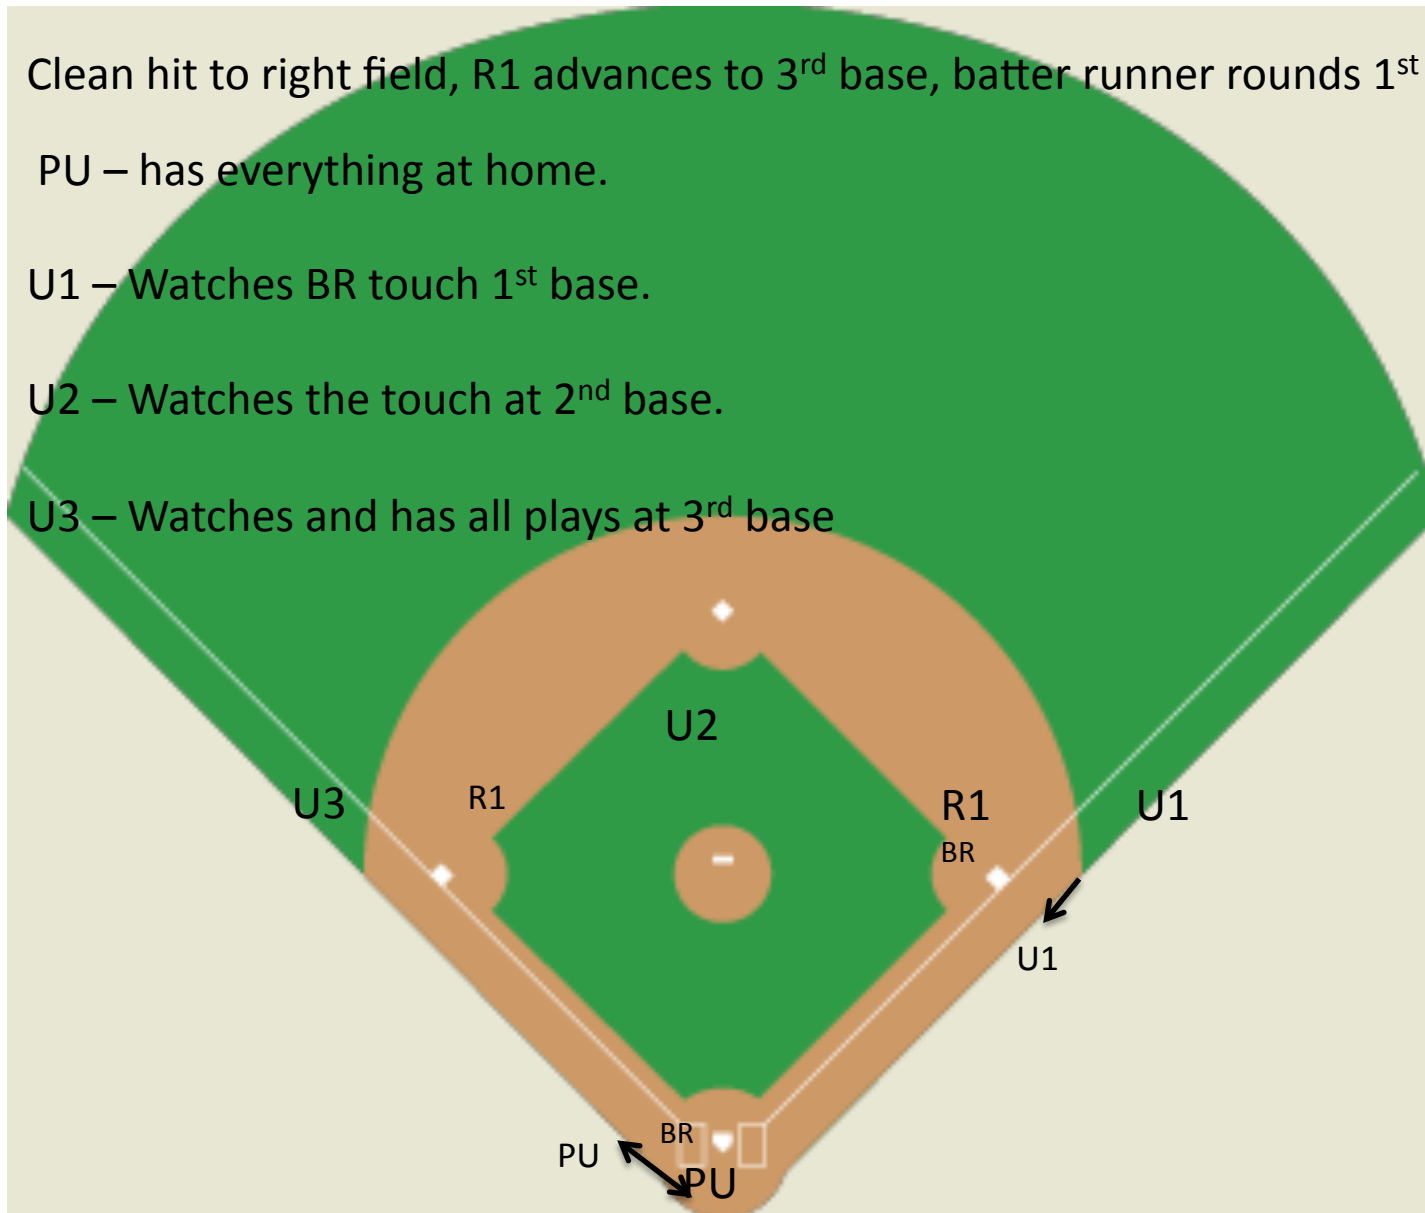 Clean hit to right field, R1 advances to 3rd base, batter runner rounds 1st
PU – has everything at home.
U1 – Watches BR touch 1st base.
U2 – Watches the touch at 2nd base.
U3 – Watches and has all plays at 3rd base
U2
U3
R1
R1
U1
BR
U1
BR
PU
PU